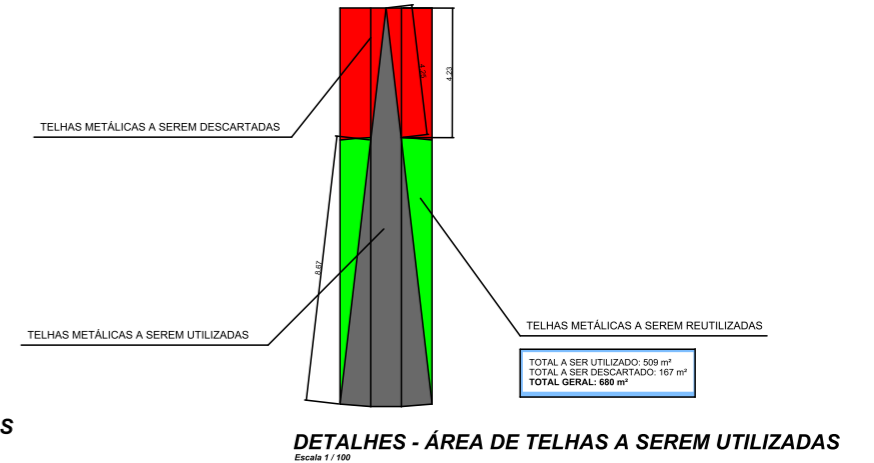 4.25
4.23
TELHAS METÁLICAS A SEREM DESCARTADAS
8.67
TELHAS METÁLICAS A SEREM UTILIZADAS
TELHAS METÁLICAS A SEREM REUTILIZADAS
TOTAL A SER UTILIZADO: 509 m²
TOTAL A SER DESCARTADO: 167 m²
TOTAL GERAL: 680 m²
S
DETALHES - ÁREA DE TELHAS A SEREM UTILIZADAS
Escala 1 / 100